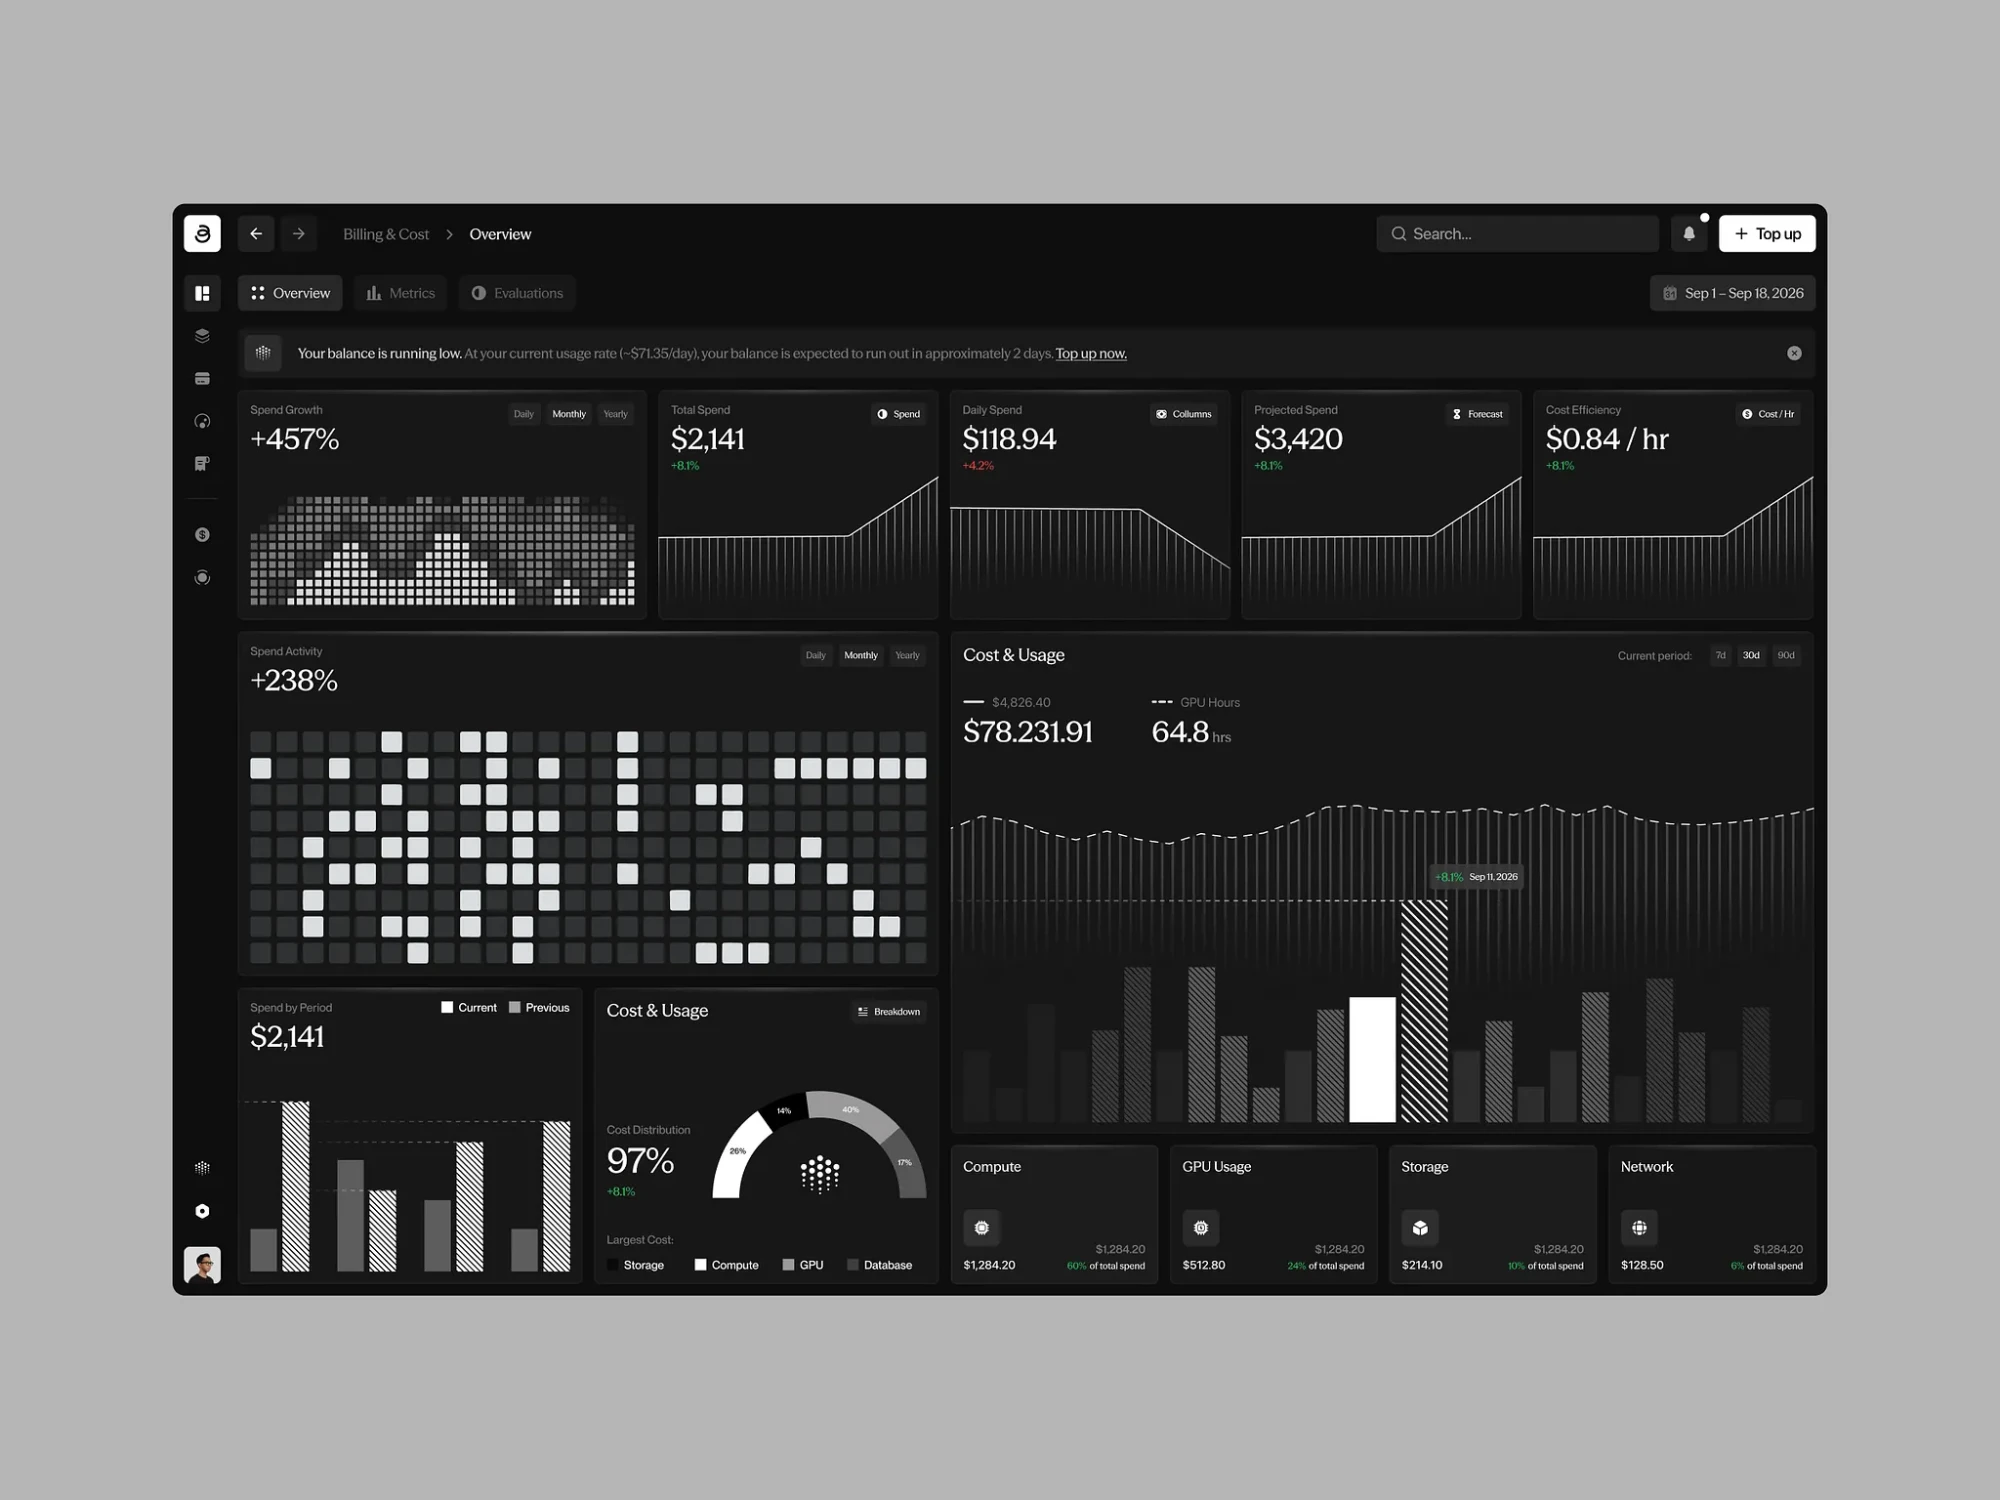 Billing & Cost > Overview
Search...
+ Top up
Overview
Metrics
Evaluations
31
Sep 1 – Sep 18, 2026
Your balance is running low. At your current usage rate (~$71.35/day), your balance is expected to run out in approximately 2 days. Top up now.
Spend Growth
Daily
Monthly
Yearly
+457%
Total Spend
Spend
$2,141
+8.1%
Daily Spend
Collumns
$118.94
+4.2%
Projected Spend
Forecast
$3,420
+8.1%
Cost Efficiency
Cost / Hr
$0.84 / hr
+8.1%
Spend Activity
Daily
Monthly
Yearly
+238%
Cost & Usage
Current period:
7d
30d
90d
$4,826.40
$78.231.91
GPU Hours
64.8 hrs
+8.1% Sep 11, 2026
Spend by Period
Current
Previous
$2,141
Cost & Usage
Breakdown
Cost Distribution
97%
+8.1%
26%
14%
40%
17%
Largest Cost:
Storage
Compute
GPU
Database
Compute
$1,284.20
$1,284.20
60% of total spend
GPU Usage
$512.80
$1,284.20
24% of total spend
Storage
$214.10
$1,284.20
10% of total spend
Network
$128.50
$1,284.20
6% of total spend